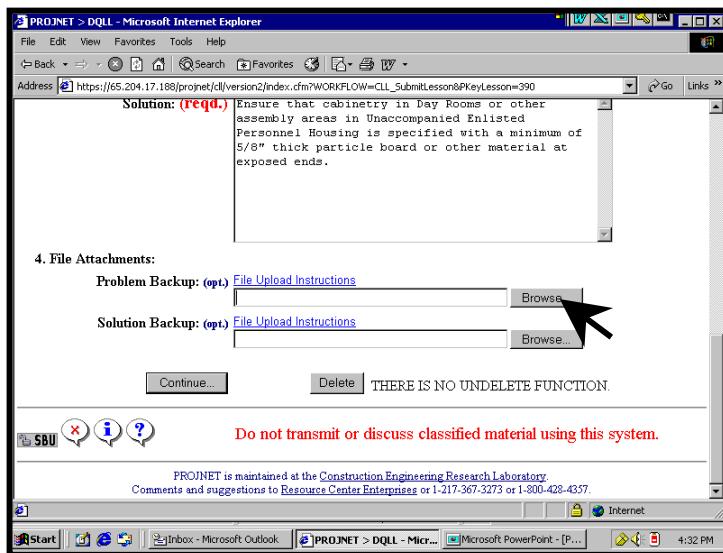 PROJNET > DQLL - Microsoft Internet Explorer
File Edit View Favorites Tools Help
Back Search Favorites
Address https://65.204.17.188/projnet/cll/version2/index.cfm?WORKFLOW=CLL_SubmitLesson&PKeyLesson=390 Go Links »
Solution: (reqd.) Ensure that cabinetry in Day Rooms or other
assembly areas in Unaccompanied Enlisted
Personnel Housing is specified with a minimum of
5/8" thick particle board or other material at
exposed ends.
4. File Attachments:
Problem Backup: (opt.) File Upload Instructions
Browse...
Solution Backup: (opt.) File Upload Instructions
Browse...
Continue... Delete THERE IS NO UNDELETE FUNCTION.
SBU Do not transmit or discuss classified material using this system.
PROJNET is maintained at the Construction Engineering Research Laboratory.
Comments and suggestions to Resource Center Enterprises or 1-217-367-3273 or 1-800-428-4357.
Internet
Start Inbox - Microsoft Outlook PROJNET > DQLL - Micr... Microsoft PowerPoint - [P... 4:32 PM